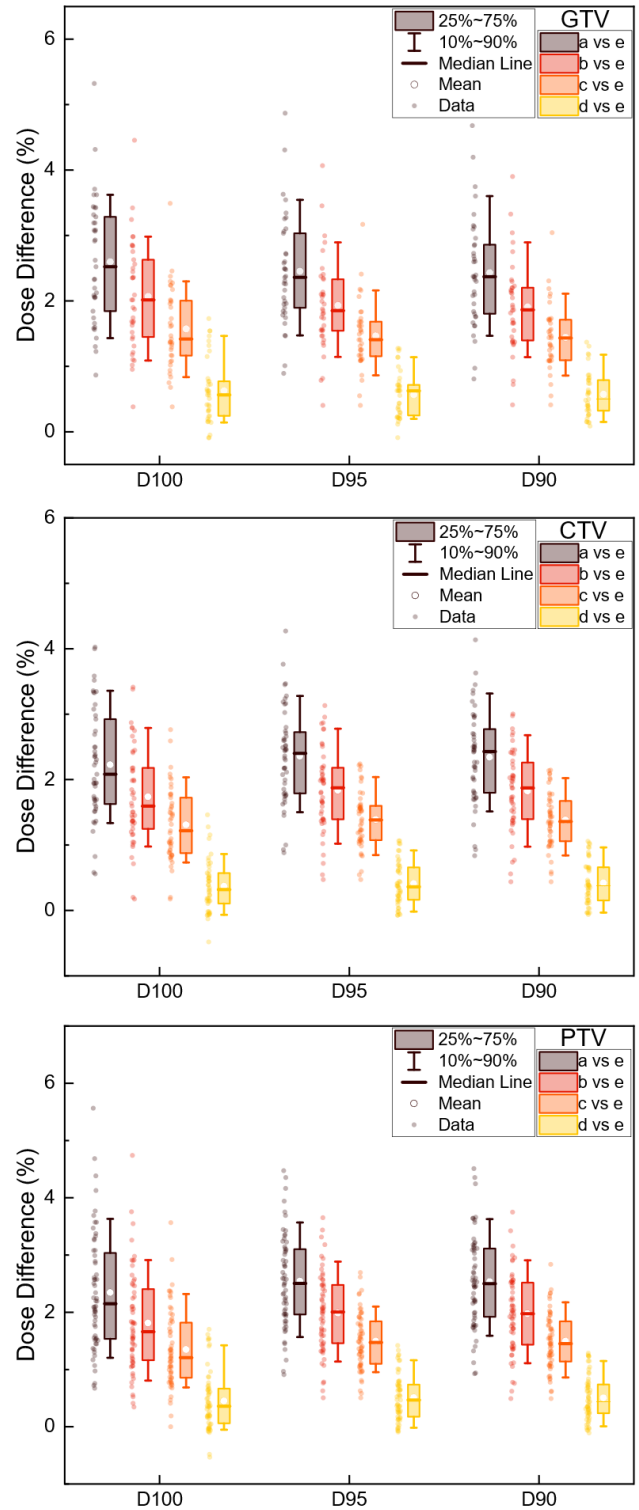 GTV
25%~75%
10%~90%
Median Line
Mean
Data
a vs e
b vs e
c vs e
d vs e
Dose Difference (%)
6
4
2
0
D100 D95 D90
CTV
25%~75%
10%~90%
Median Line
Mean
Data
a vs e
b vs e
c vs e
d vs e
Dose Difference (%)
6
4
2
0
D100 D95 D90
PTV
25%~75%
10%~90%
Median Line
Mean
Data
a vs e
b vs e
c vs e
d vs e
Dose Difference (%)
6
4
2
0
D100 D95 D90